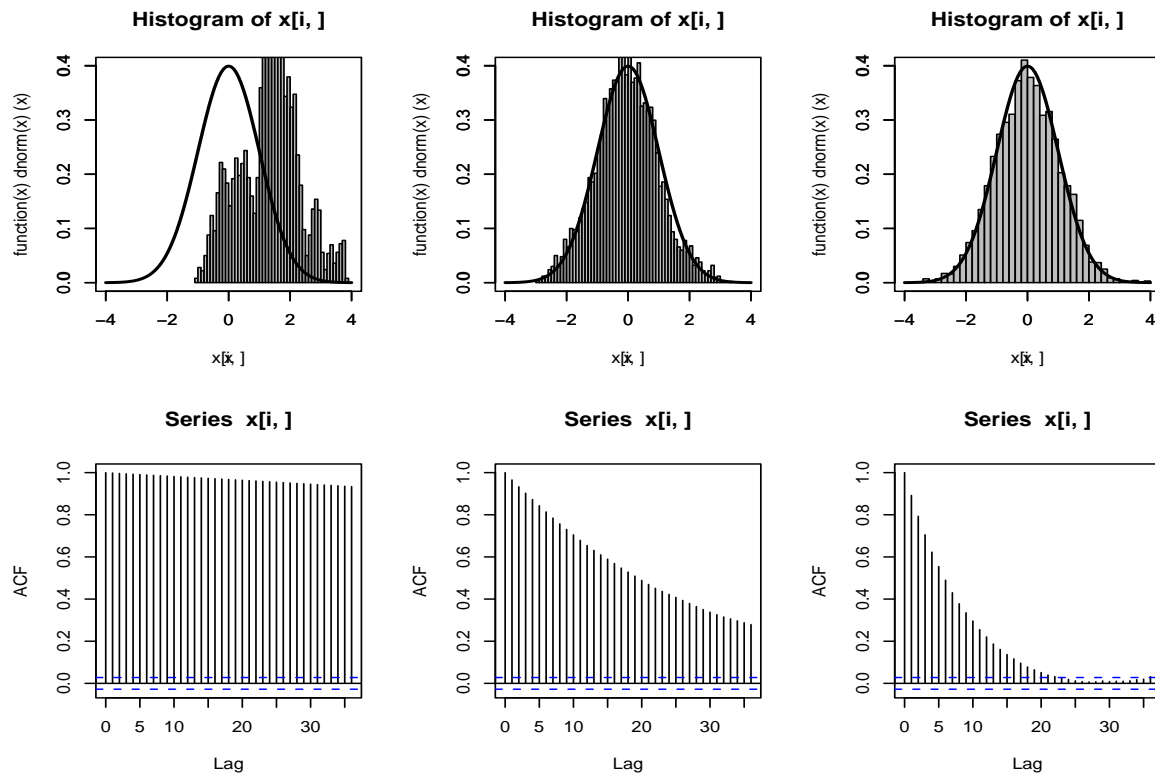 Histogram of x[i, ]
function(x) dnorm(x) (x)
0.0 0.1 0.2 0.3 0.4
−4 −2 0 2 4
Histogram of x[i, ]
function(x) dnorm(x) (x)
0.0 0.1 0.2 0.3 0.4
−4 −2 0 2 4
Histogram of x[i, ]
function(x) dnorm(x) (x)
0.0 0.1 0.2 0.3 0.4
−4 −2 0 2 4
Series x[i, ]
ACF
0.0 0.2 0.4 0.6 0.8 1.0
0 5 10 20 30
Lag
Series x[i, ]
ACF
0.0 0.2 0.4 0.6 0.8 1.0
0 5 10 20 30
Lag
Series x[i, ]
ACF
0.0 0.2 0.4 0.6 0.8 1.0
0 5 10 20 30
Lag